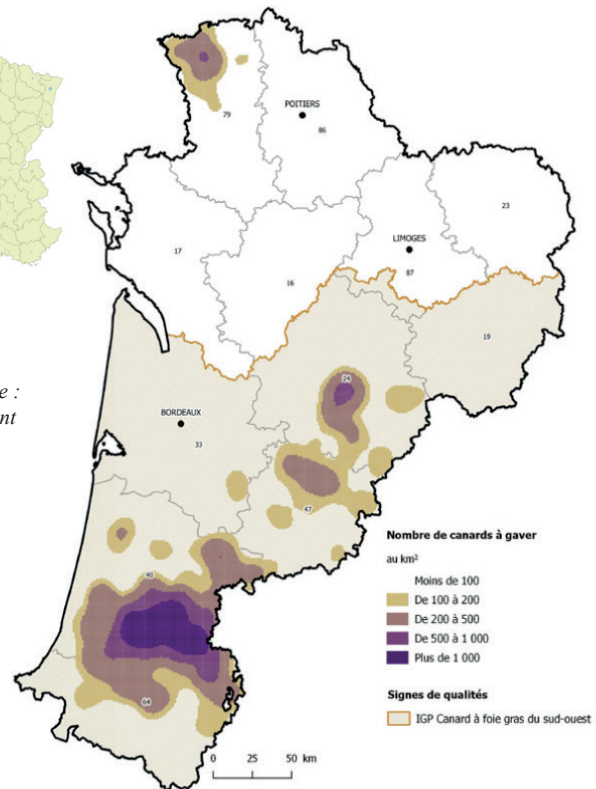 79
POITIERS
86
23
17
LIMOGES
87
16
19
e :
nt
24
BORDEAUX
33
47
40
64
Nombre de canards à gaver
au km²
Moins de 100
De 100 à 200
De 200 à 500
De 500 à 1 000
Plus de 1 000
Signes de qualités
IGP Canard à foie gras du sud-ouest
0 25 50 km